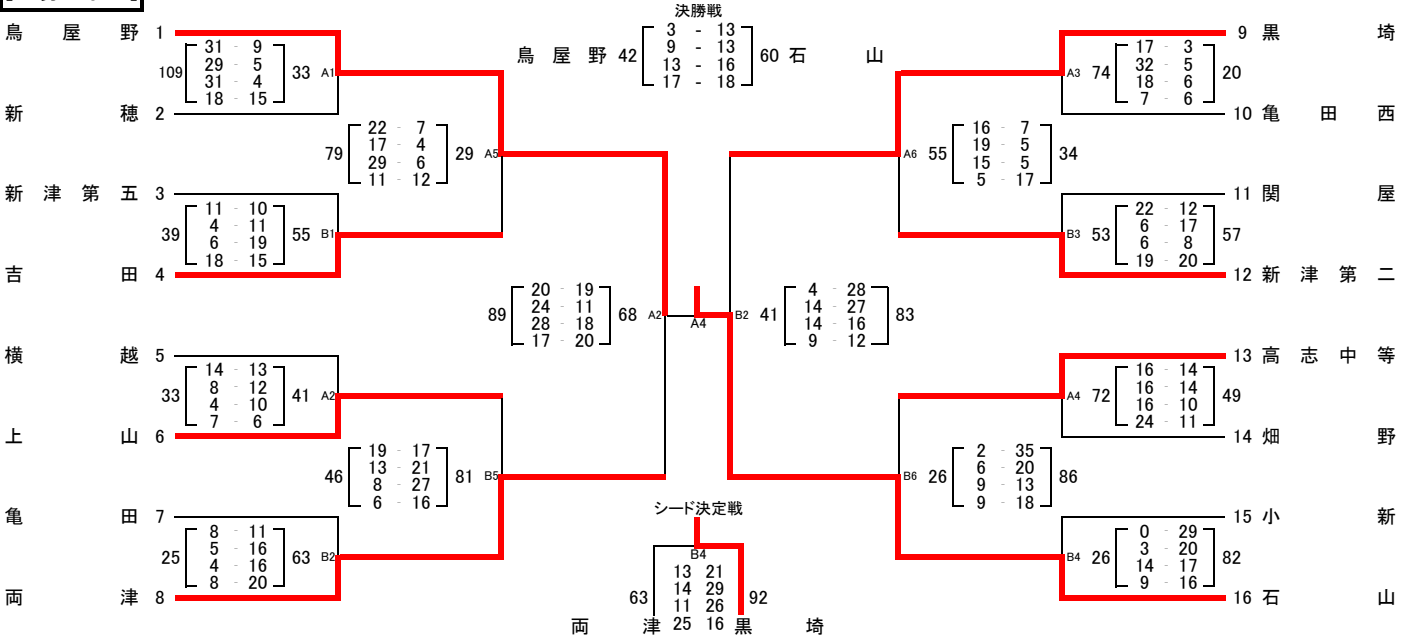 決勝戦
鳥屋野 42 3 - 13 60 石山
9 - 13
13 - 16
17 - 18
鳥屋野 1
109 31 - 9 33 A1
29 - 5
31 - 4
18 - 15
新穂 2
79 22 - 7 29 A5
17 - 4
29 - 6
11 - 12
新津第五 3
39 11 - 10 55 B1
4 - 11
6 - 19
18 - 15
吉田 4
89 20 - 19 68 A2
24 - 11
28 - 18
17 - 20
横越 5
33 14 - 13 41 A2
8 - 12
4 - 10
7 - 6
上山 6
46 19 - 17 81 B5
13 - 21
8 - 27
6 - 16
亀田 7
25 8 - 11 63 B2
5 - 16
4 - 16
8 - 20
両津 8
A4
9 黒埼
A3 74 17 - 3 20
32 - 5
18 - 6
7 - 6
10 亀田西
A6 55 16 - 7 34
19 - 5
15 - 5
5 - 17
11 関屋
B3 53 22 - 12 57
6 - 17
6 - 8
19 - 20
12 新津第二
B2 41 4 - 28 83
14 - 27
14 - 16
9 - 12
13 高志中等
A4 72 16 - 14 49
16 - 14
16 - 10
24 - 11
14 畑野
B6 26 2 - 35 86
6 - 20
9 - 13
9 - 18
15 小新
B4 26 0 - 29 82
3 - 20
14 - 17
9 - 16
16 石山
シード決定戦
B4
63 13 21 92
14 29
11 26
両津 25 16 黒埼